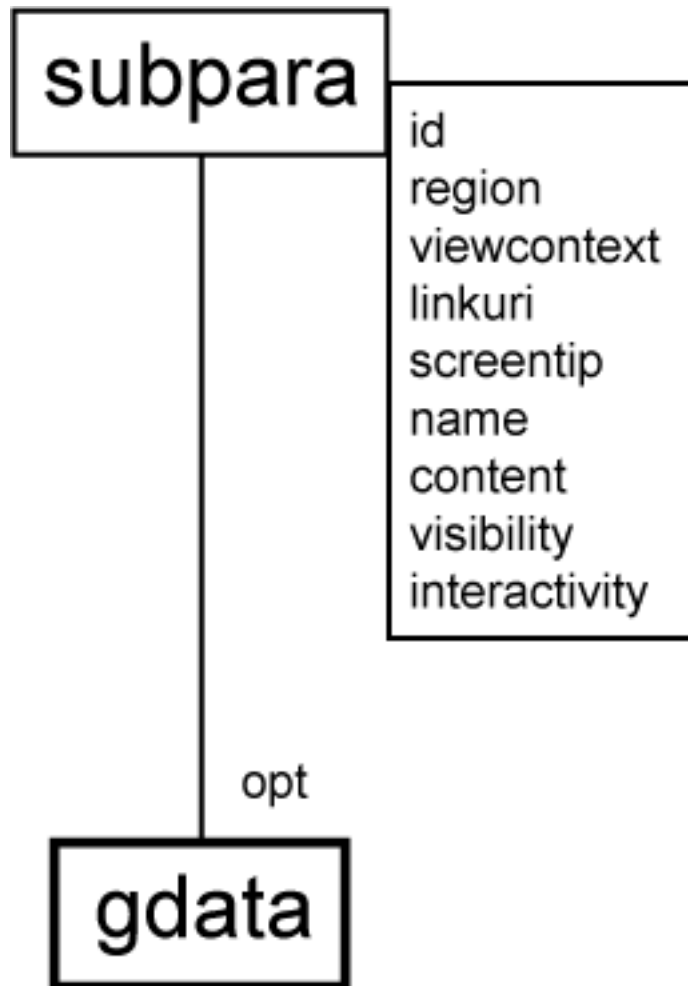 subpara
id
region
viewcontext
linkuri
screentip
name
content
visibility
interactivity
opt
gdata